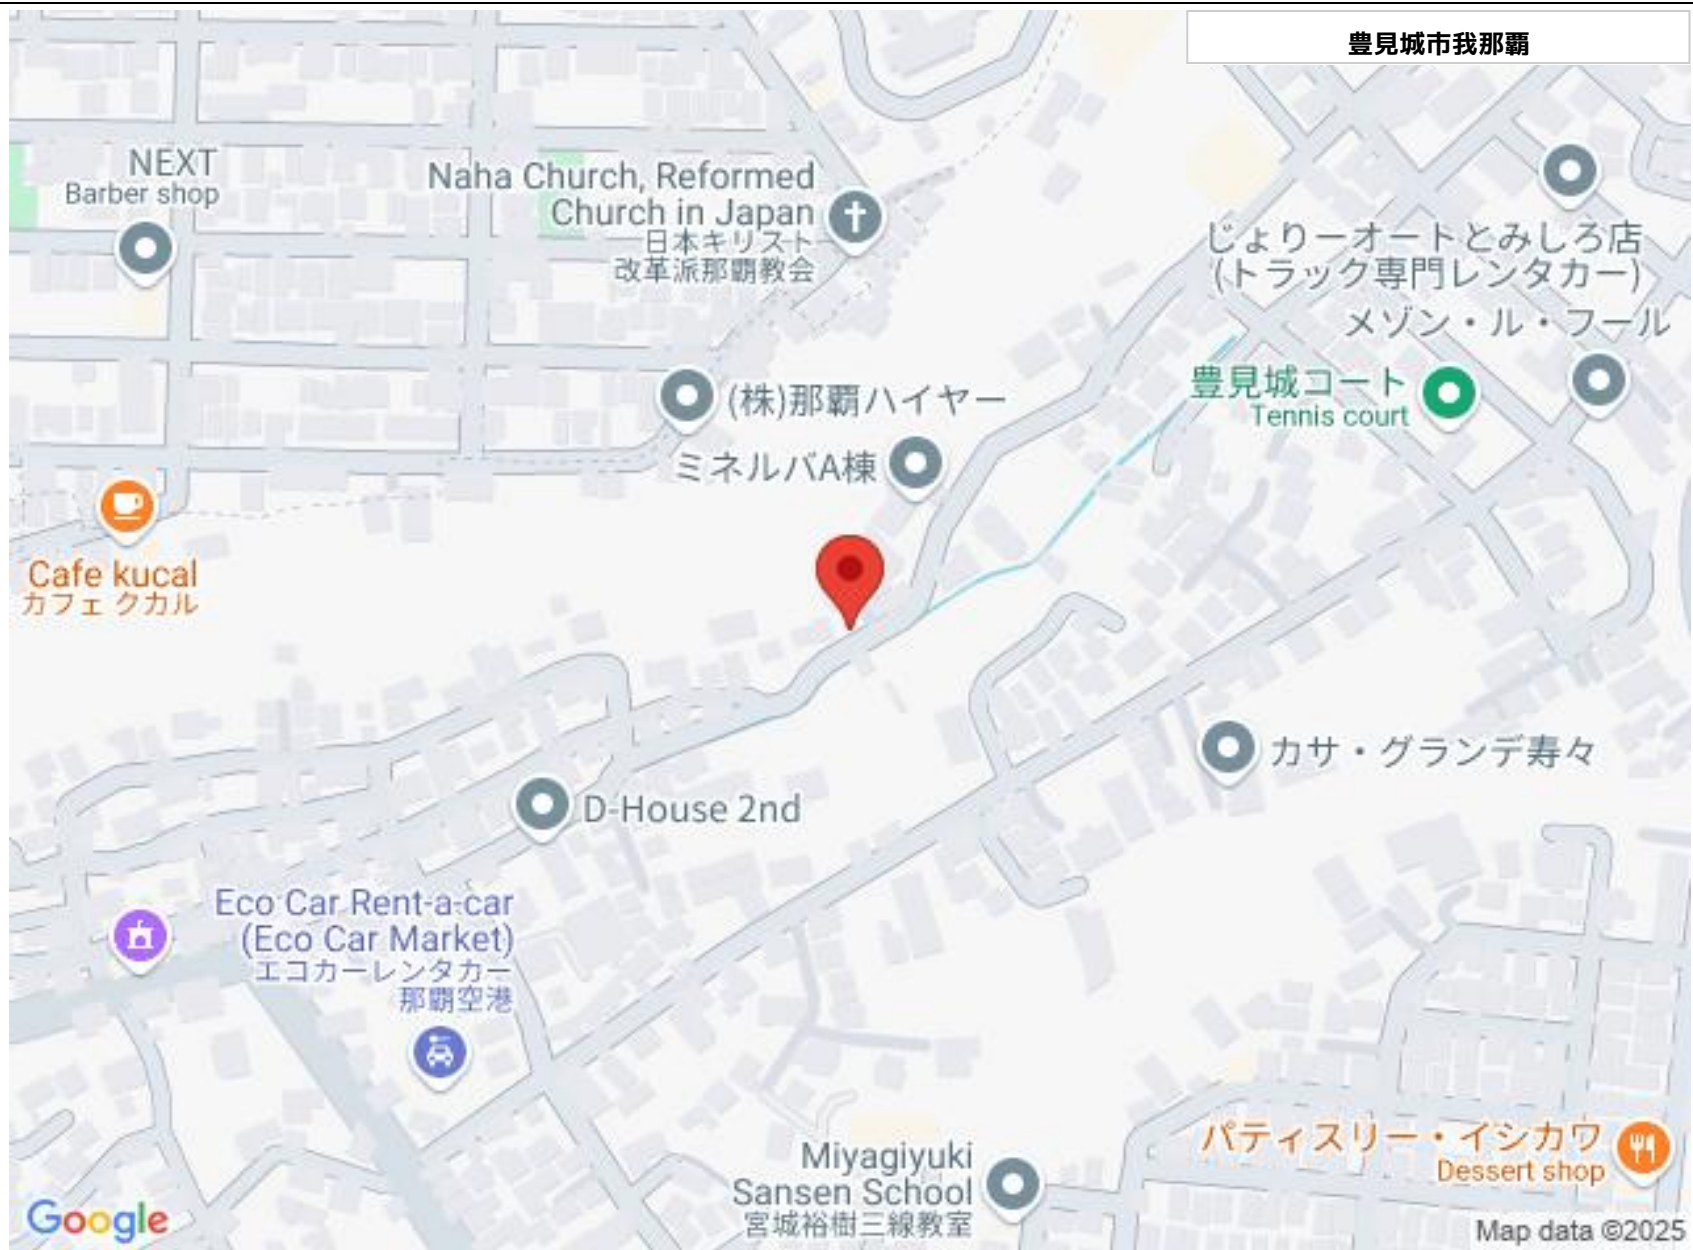 豊見城市我那覇
NEXT
Barber shop
Naha Church, Reformed
Church in Japan
日本キリスト
改革派那覇教会
じょりーオートとみしろ店
(トラック専門レンタカー)
メゾン・ル・フール
豊見城コート
Tennis court
(株)那覇ハイヤー
ミネルバA棟
Cafe kucal
カフェ クカル
カサ・グランデ寿々
D-House 2nd
Eco Car Rent-a-car
(Eco Car Market)
エコカーレンタカー
那覇空港
パティスリー・イシカワ
Dessert shop
Miyagiyuki
Sansen School
宮城裕樹三線教室
Google
Map data ©2025